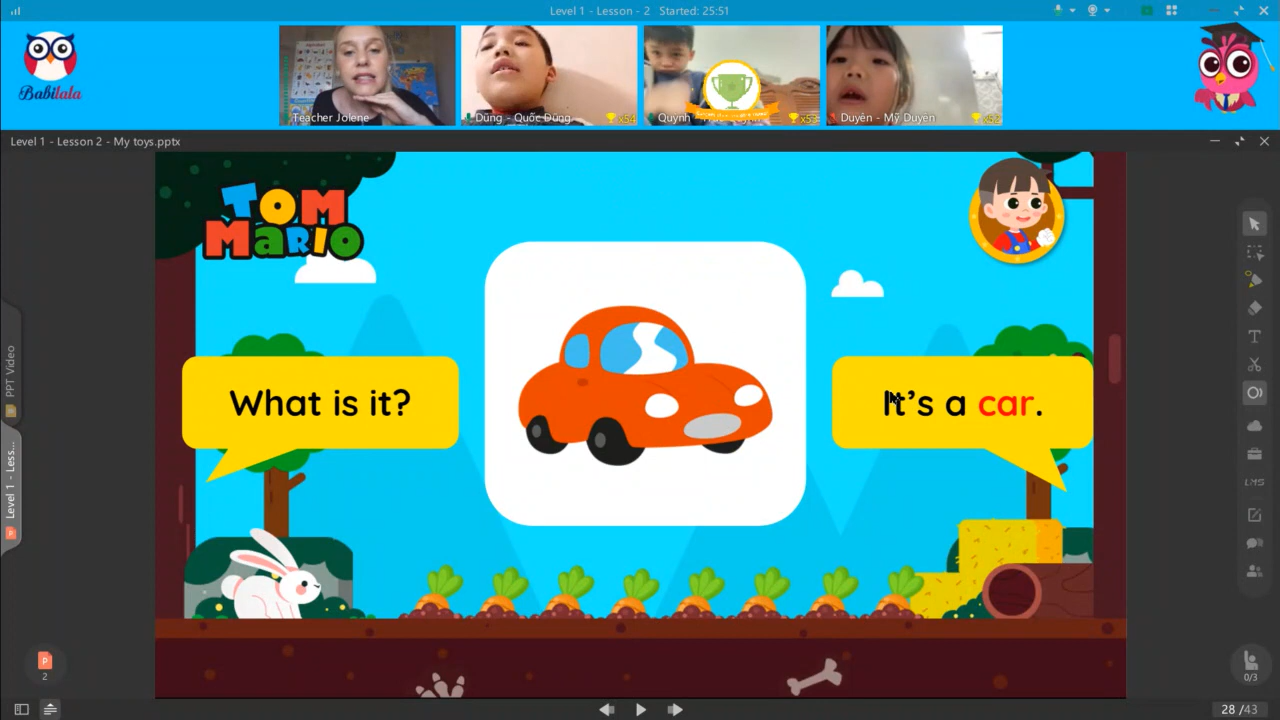 Level 1 - Lesson - 2 Started: 25:51
Babilala
Teacher Jolene
Dũng - Quốc Dũng
x54
Quỳnh
x53
Duyên - Mỹ Duyên
Level 1 - Lesson 2 - My toys.pptx
TOM
MARIO
What is it?
It's a car.
PPT Video
Level 1 - Less...
P
2
LMS
0/3
28 /43